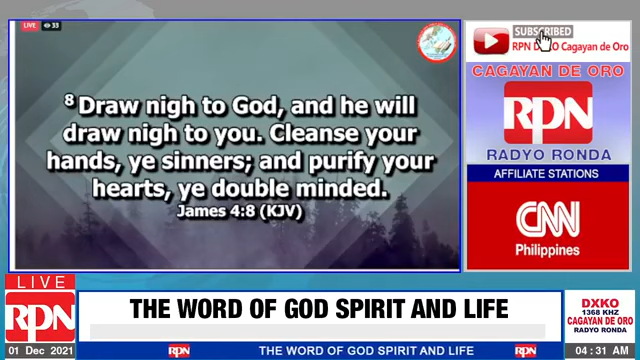 LIVE 33
8 Draw nigh to God, and he will
draw nigh to you. Cleanse your
hands, ye sinners; and purify your
hearts, ye double minded.
James 4:8 (KJV)
SUBSCRIBED
RPN DXKO Cagayan de Oro
CAGAYAN DE ORO
RPN
RADYO RONDA
AFFILIATE STATIONS
CNN
Philippines
LIVE
RPN
01 Dec 2021
THE WORD OF GOD SPIRIT AND LIFE
DXKO
1368 KHZ
CAGAYAN DE ORO
RADYO RONDA
RPN THE WORD OF GOD SPIRIT AND LIFE RPN
04:31 AM